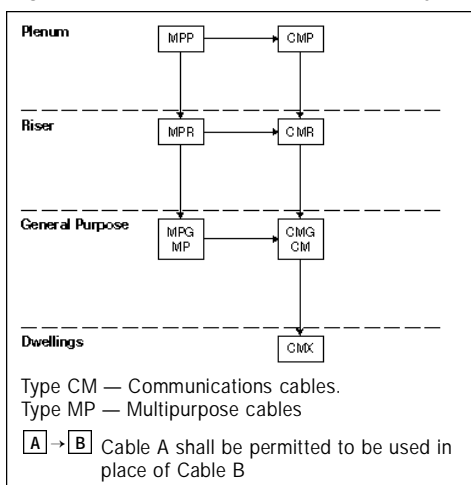 Plenum
MPP CMP
Riser
MPR CMR
General Purpose
MPG CMG
MP CM
Dwellings
CMX
Type CM — Communications cables.
Type MP — Multipurpose cables
A → B Cable A shall be permitted to be used in
place of Cable B